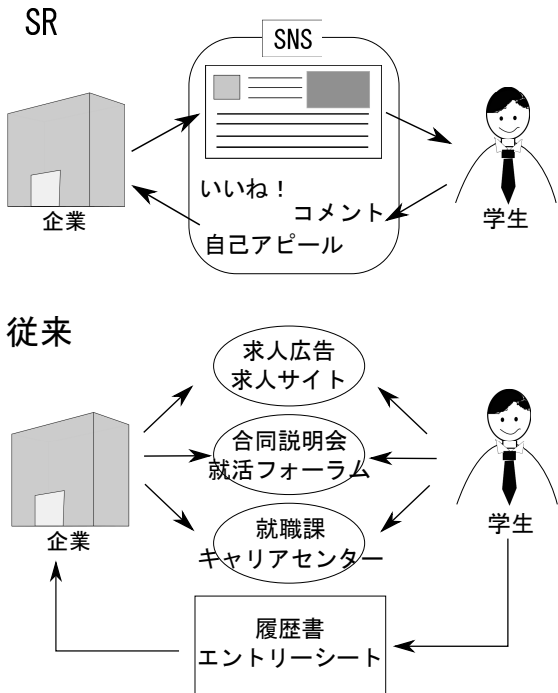 SR
SNS
いいね！
コメント
自己アピール
企業
学生
従来
求人広告
求人サイト
合同説明会
就活フォーラム
就職課
キャリアセンター
企業
学生
履歴書
エントリーシート